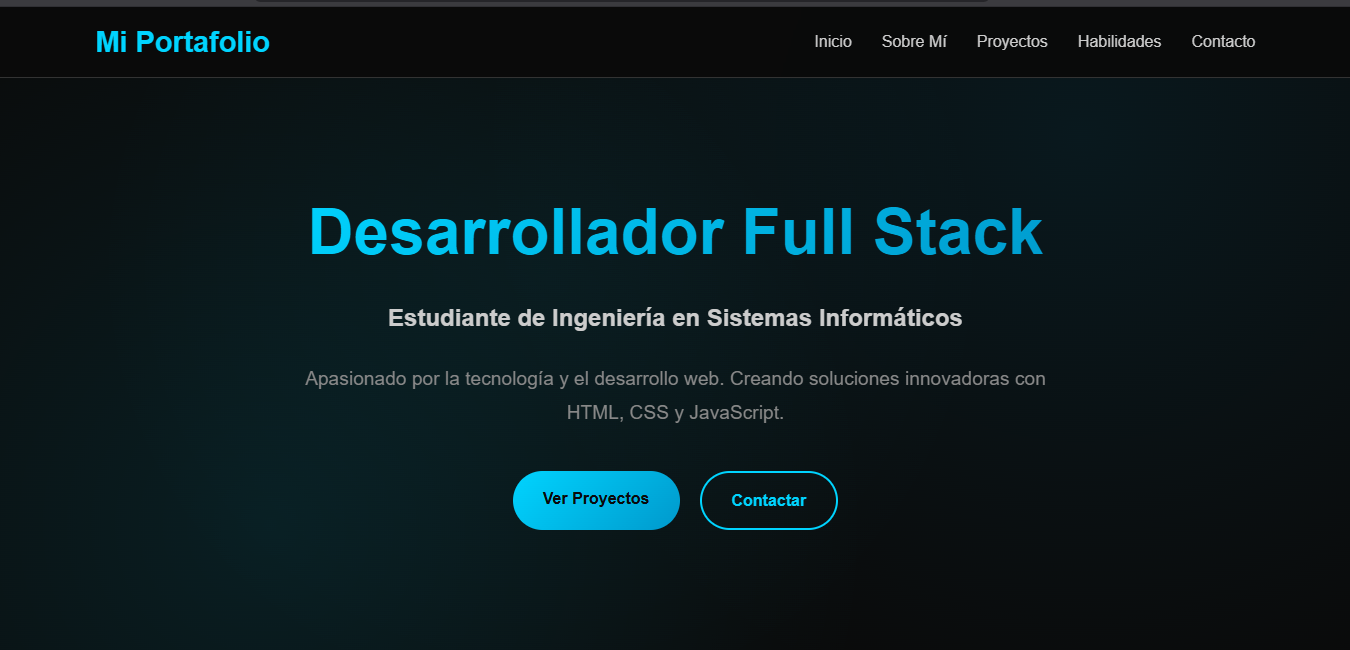 Mi Portafolio
Inicio Sobre Mí Proyectos Habilidades Contacto
Desarrollador Full Stack
Estudiante de Ingeniería en Sistemas Informáticos
Apasionado por la tecnología y el desarrollo web. Creando soluciones innovadoras con
HTML, CSS y JavaScript.
Ver Proyectos
Contactar